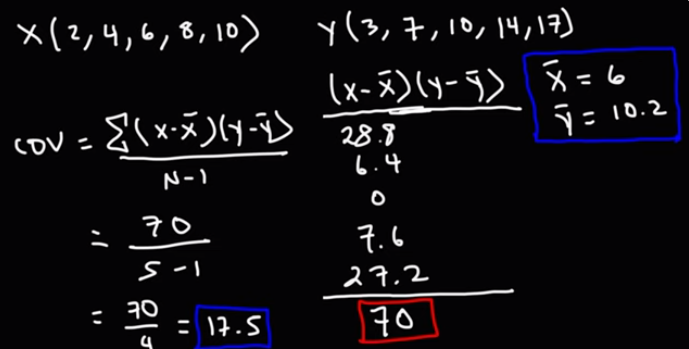 X(2, 4, 6, 8, 10) Y(3, 7, 10, 14, 17)
(x-x̄)(y-ȳ)
x̄ = 6
ȳ = 10.2
COV = Σ(x-x̄)(y-ȳ)
N-1
28.8
6.4
0
7.6
27.2
70
= 70
5-1
= 70/4 = 17.5